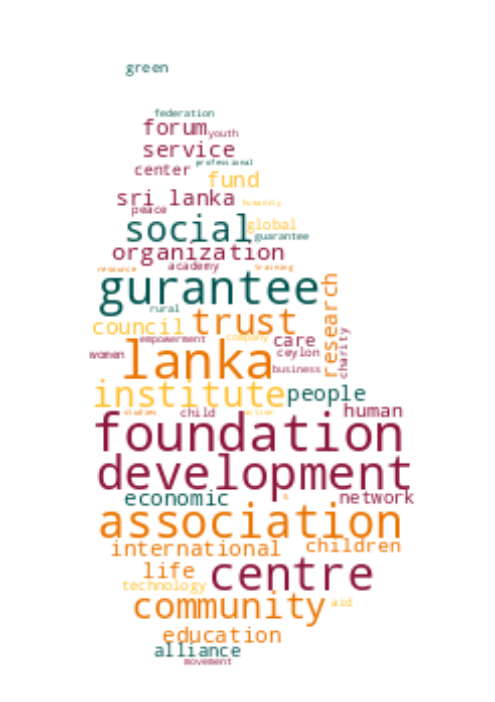 green
federation
forum youth
service
professional
center
fund
sri lanka
humanity
peace
social global
guarantee
organization
academy training
resource
gurantee
rural
research
council trust
empowerment company care
charity
women lanka ceylon
business
institute people
studies child action human
foundation
development
economic network
s
association
international children
life centre
technology
community aid
education
alliance
movement